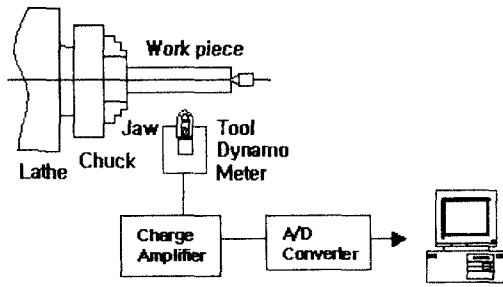 Work piece
Jaw
Tool
Dynamo
Meter
Chuck
Lathe
Charge
Amplifier
A/D
Converter